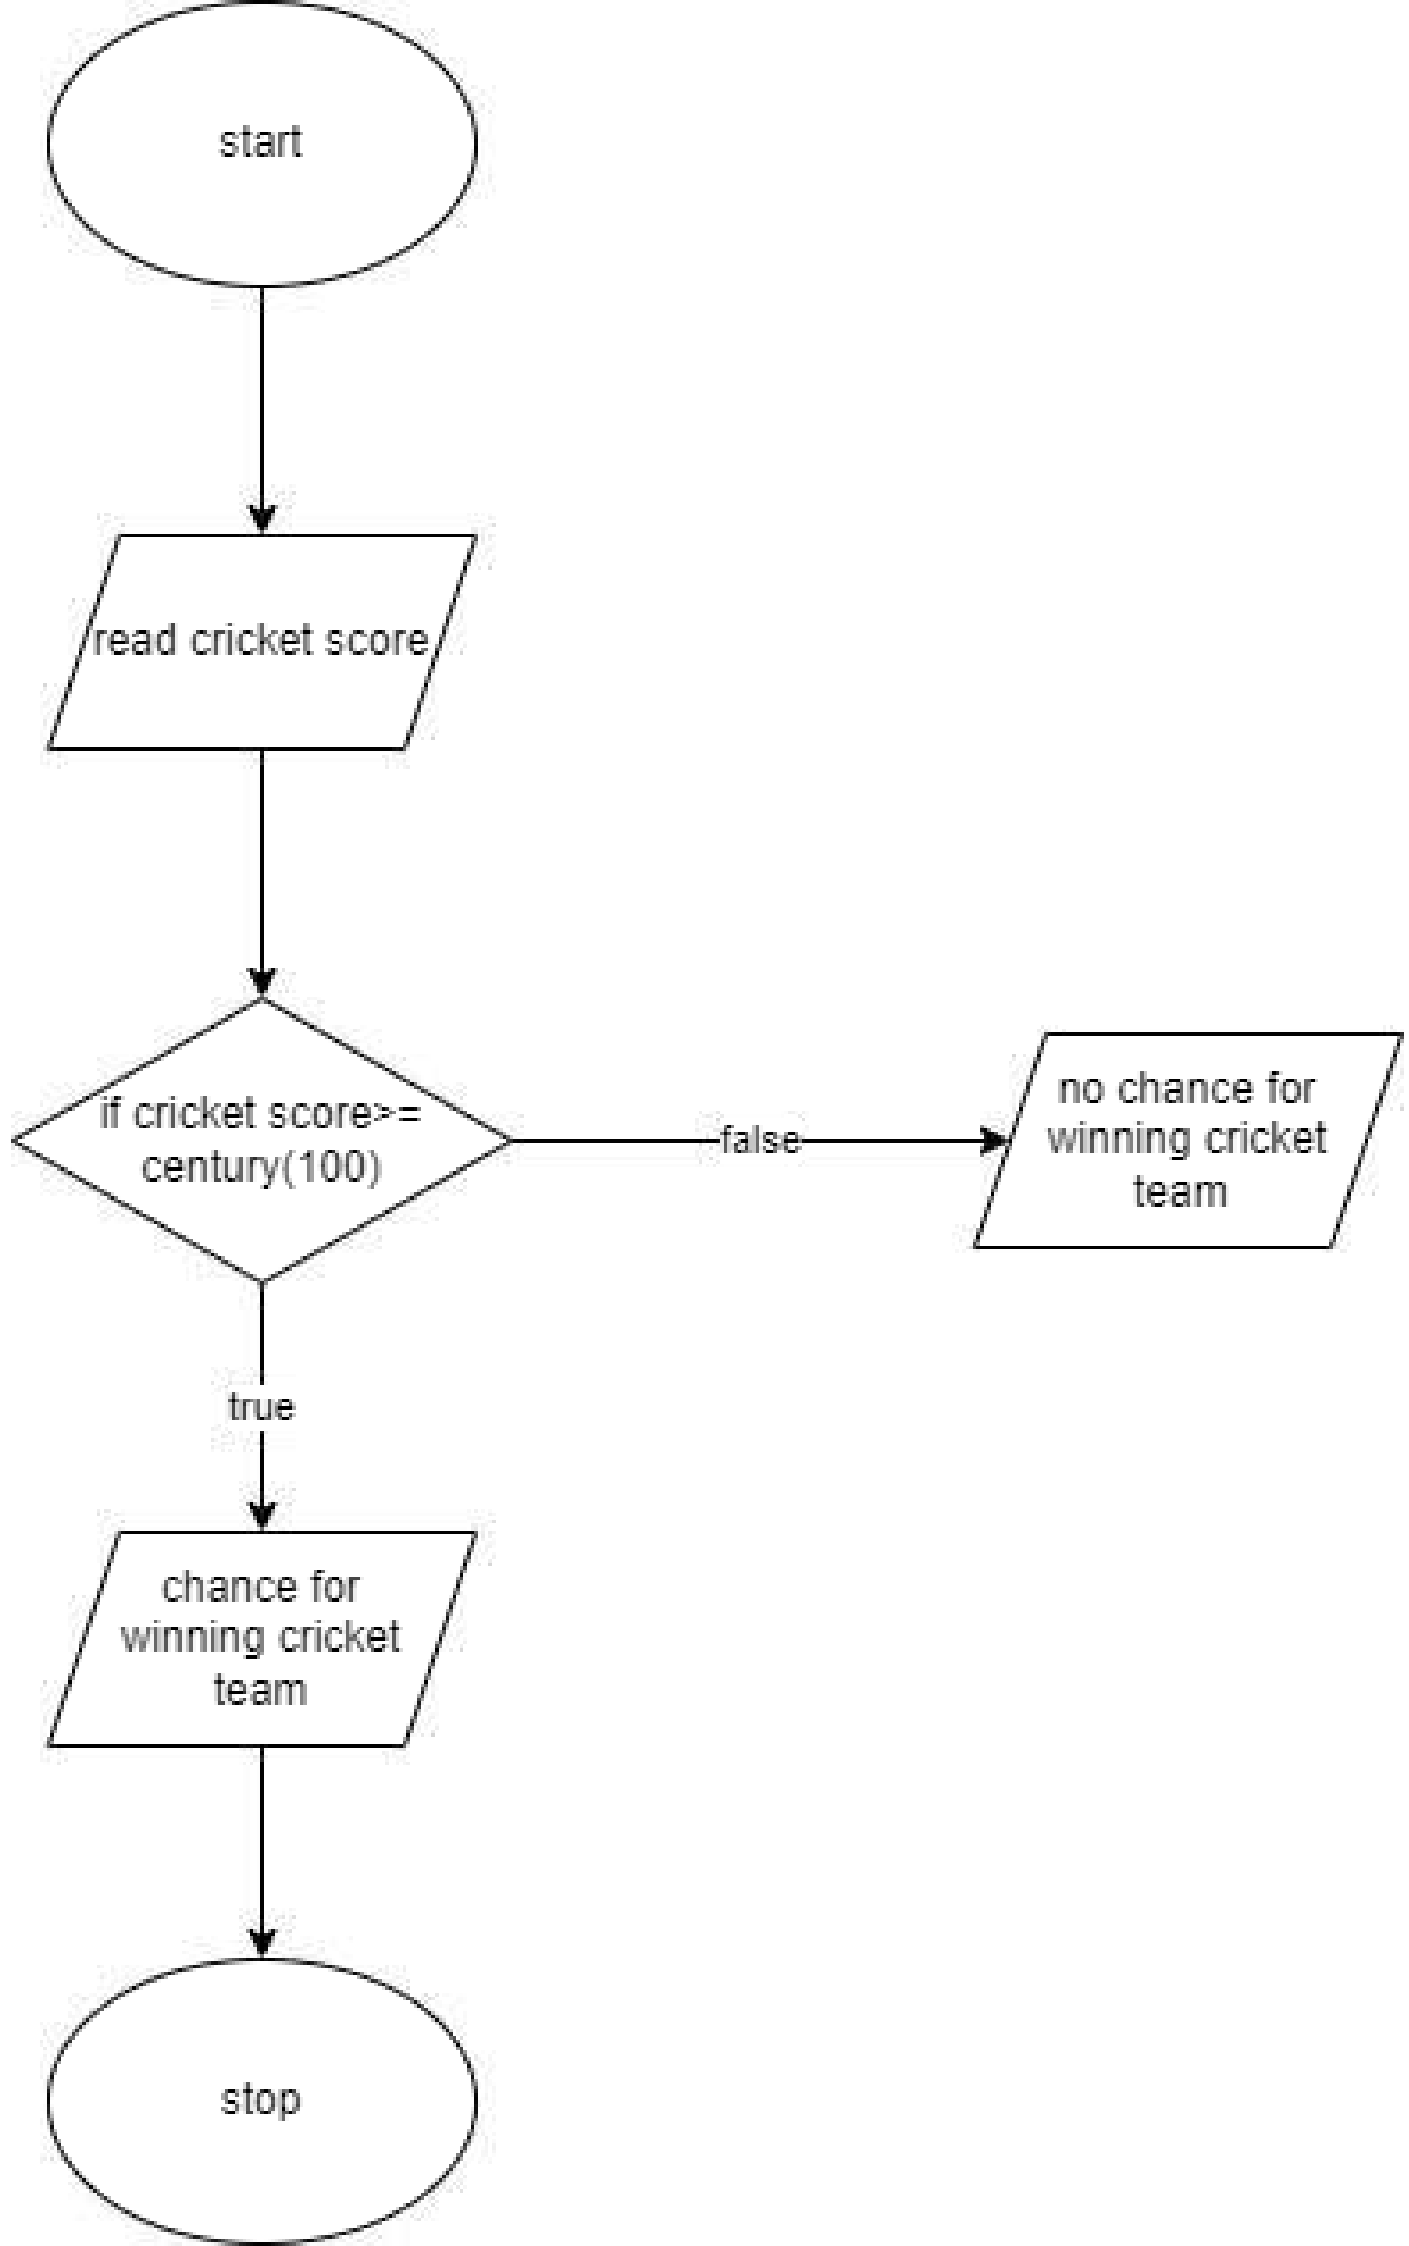 start
read cricket score
if cricket score>=
century(100)
false
no chance for
winning cricket
team
true
chance for
winning cricket
team
stop